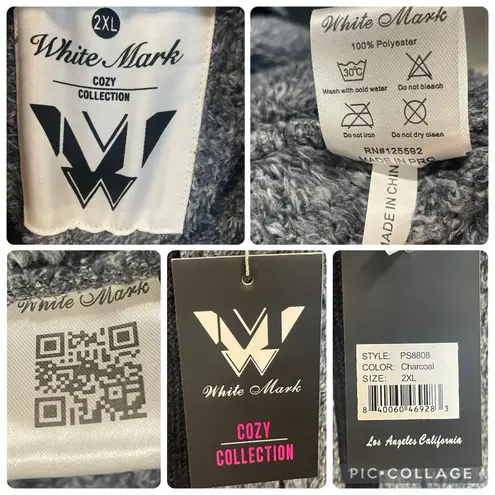 2XL
White Mark
COZY
COLLECTION
White Mark
100% Polyester
30°C
Wash with cold water
Do not bleach
Do not iron
Do not dry clean
RN#125592
MADE IN PRC
MADE IN CHIN
White Mark
White Mark
COZY
COLLECTION
STYLE: PS8808
COLOR: Charcoal
SIZE: 2XL
8 40060 46928 3
Los Angeles California
PIC•COLLAGE